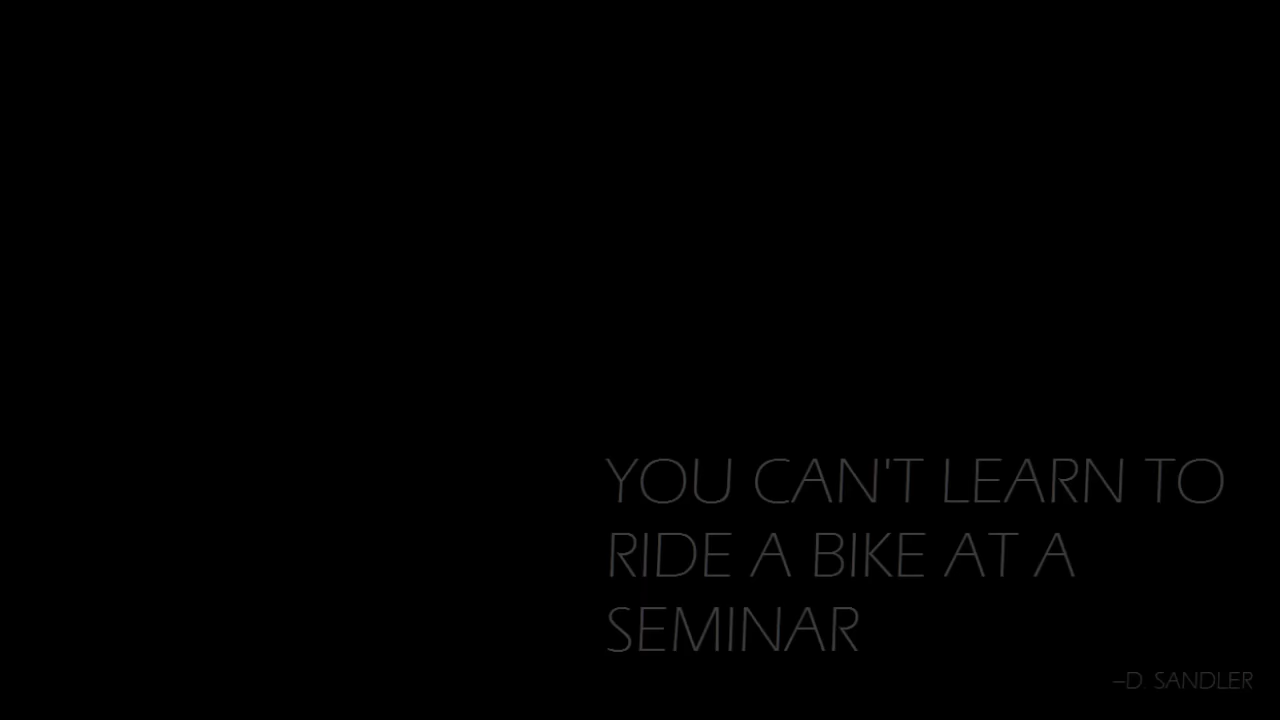 YOU CAN'T LEARN TO
RIDE A BIKE AT A
SEMINAR
–D. SANDLER